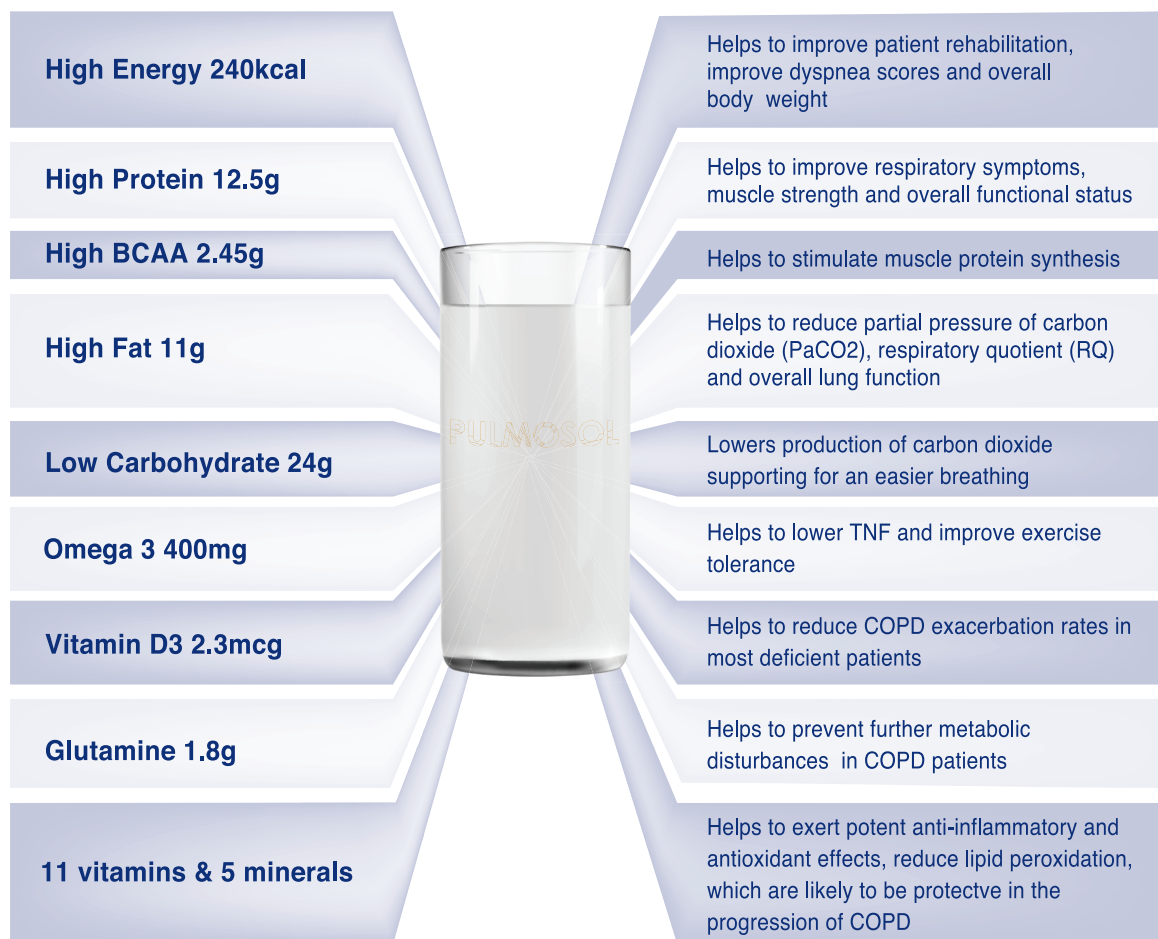 High Energy 240kcal
Helps to improve patient rehabilitation,
improve dyspnea scores and overall
body weight
High Protein 12.5g
Helps to improve respiratory symptoms,
muscle strength and overall functional status
High BCAA 2.45g
Helps to stimulate muscle protein synthesis
High Fat 11g
Helps to reduce partial pressure of carbon
dioxide (PaCO2), respiratory quotient (RQ)
and overall lung function
PULMOSOL
Low Carbohydrate 24g
Lowers production of carbon dioxide
supporting for an easier breathing
Omega 3 400mg
Helps to lower TNF and improve exercise
tolerance
Vitamin D3 2.3mcg
Helps to reduce COPD exacerbation rates in
most deficient patients
Glutamine 1.8g
Helps to prevent further metabolic
disturbances in COPD patients
11 vitamins & 5 minerals
Helps to exert potent anti-inflammatory and
antioxidant effects, reduce lipid peroxidation,
which are likely to be protectve in the
progression of COPD